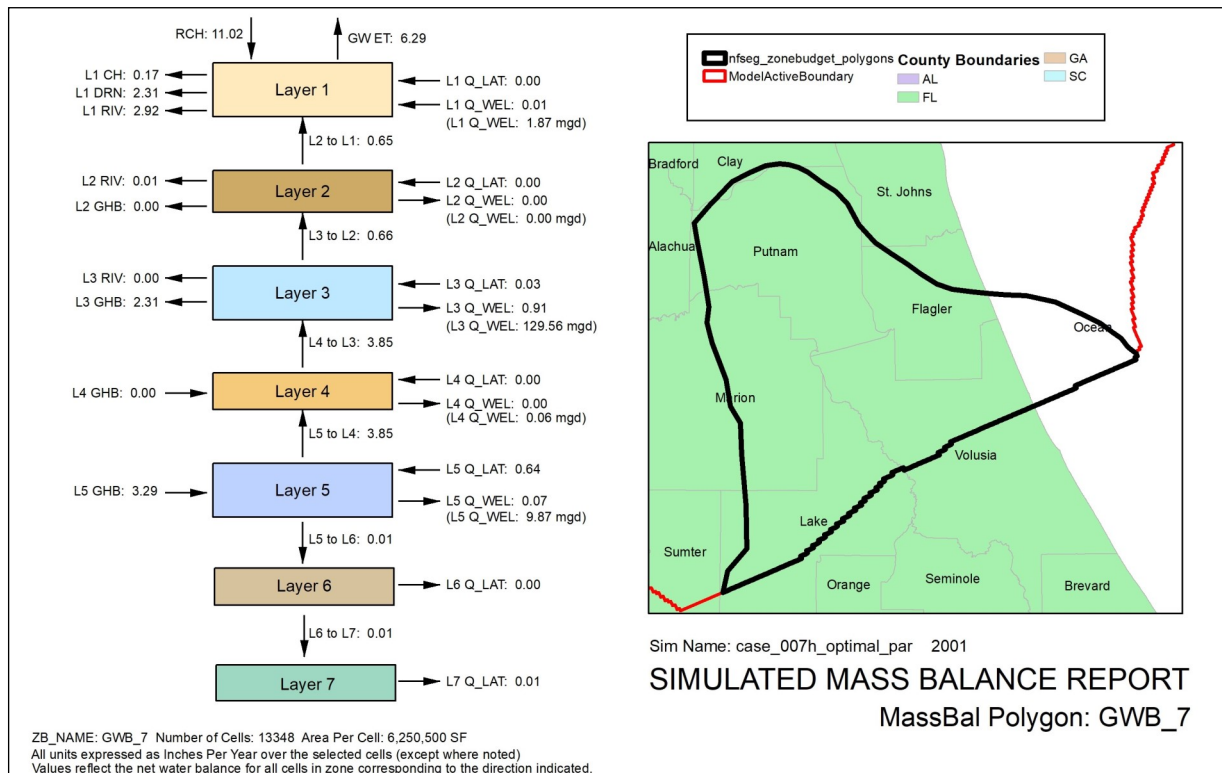 RCH: 11.02
GW ET: 6.29
L1 CH: 0.17
L1 DRN: 2.31
L1 RIV: 2.92
Layer 1
L1 Q_LAT: 0.00
L1 Q_WEL: 0.01
(L1 Q_WEL: 1.87 mgd)
L2 to L1: 0.65
L2 RIV: 0.01
L2 GHB: 0.00
Layer 2
L2 Q_LAT: 0.00
L2 Q_WEL: 0.00
(L2 Q_WEL: 0.00 mgd)
L3 to L2: 0.66
L3 RIV: 0.00
L3 GHB: 2.31
Layer 3
L3 Q_LAT: 0.03
L3 Q_WEL: 0.91
(L3 Q_WEL: 129.56 mgd)
L4 to L3: 3.85
L4 GHB: 0.00
Layer 4
L4 Q_LAT: 0.00
L4 Q_WEL: 0.00
(L4 Q_WEL: 0.06 mgd)
L5 to L4: 3.85
L5 GHB: 3.29
Layer 5
L5 Q_LAT: 0.64
L5 Q_WEL: 0.07
(L5 Q_WEL: 9.87 mgd)
L5 to L6: 0.01
Layer 6
L6 Q_LAT: 0.00
L6 to L7: 0.01
Layer 7
L7 Q_LAT: 0.01
ZB_NAME: GWB_7 Number of Cells: 13348 Area Per Cell: 6,250,500 SF
All units expressed as Inches Per Year over the selected cells (except where noted)
Values reflect the net water balance for all cells in zone corresponding to the direction indicated.
nfseg_zonebudget_polygons
ModelActiveBoundary
County Boundaries
AL
FL
GA
SC
Bradford
Clay
St. Johns
Alachua
Putnam
Flagler
Ocean
Marion
Volusia
Lake
Sumter
Orange
Seminole
Brevard
Sim Name: case_007h_optimal_par 2001
SIMULATED MASS BALANCE REPORT
MassBal Polygon: GWB_7